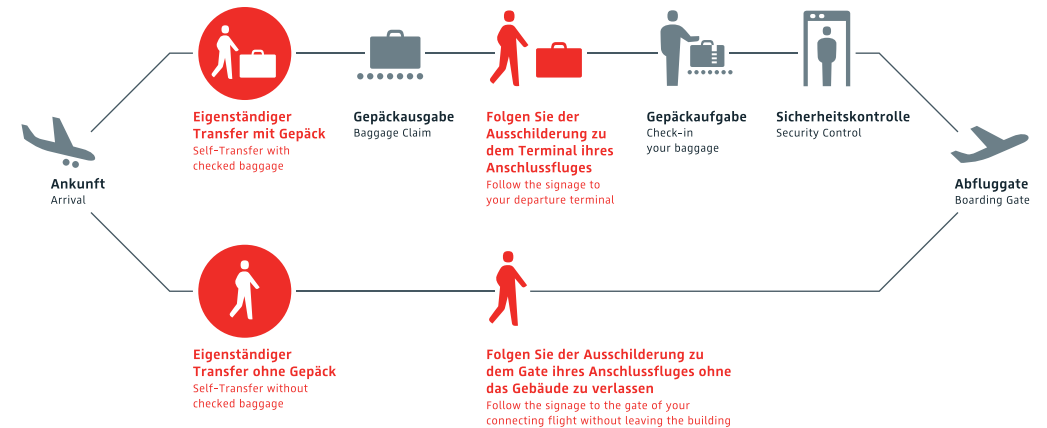 Ankunft
Arrival
Eigenständiger
Transfer mit Gepäck
Self-Transfer with
checked baggage
Gepäckausgabe
Baggage Claim
Folgen Sie der
Ausschilderung zu
dem Terminal ihres
Anschlussfluges
Follow the signage to
your departure terminal
Gepäckaufgabe
Check-in
your baggage
Sicherheitskontrolle
Security Control
Abfluggate
Boarding Gate
Eigenständiger
Transfer ohne Gepäck
Self-Transfer without
checked baggage
Folgen Sie der Ausschilderung zu
dem Gate ihres Anschlussfluges ohne
das Gebäude zu verlassen
Follow the signage to the gate of your
connecting flight without leaving the building